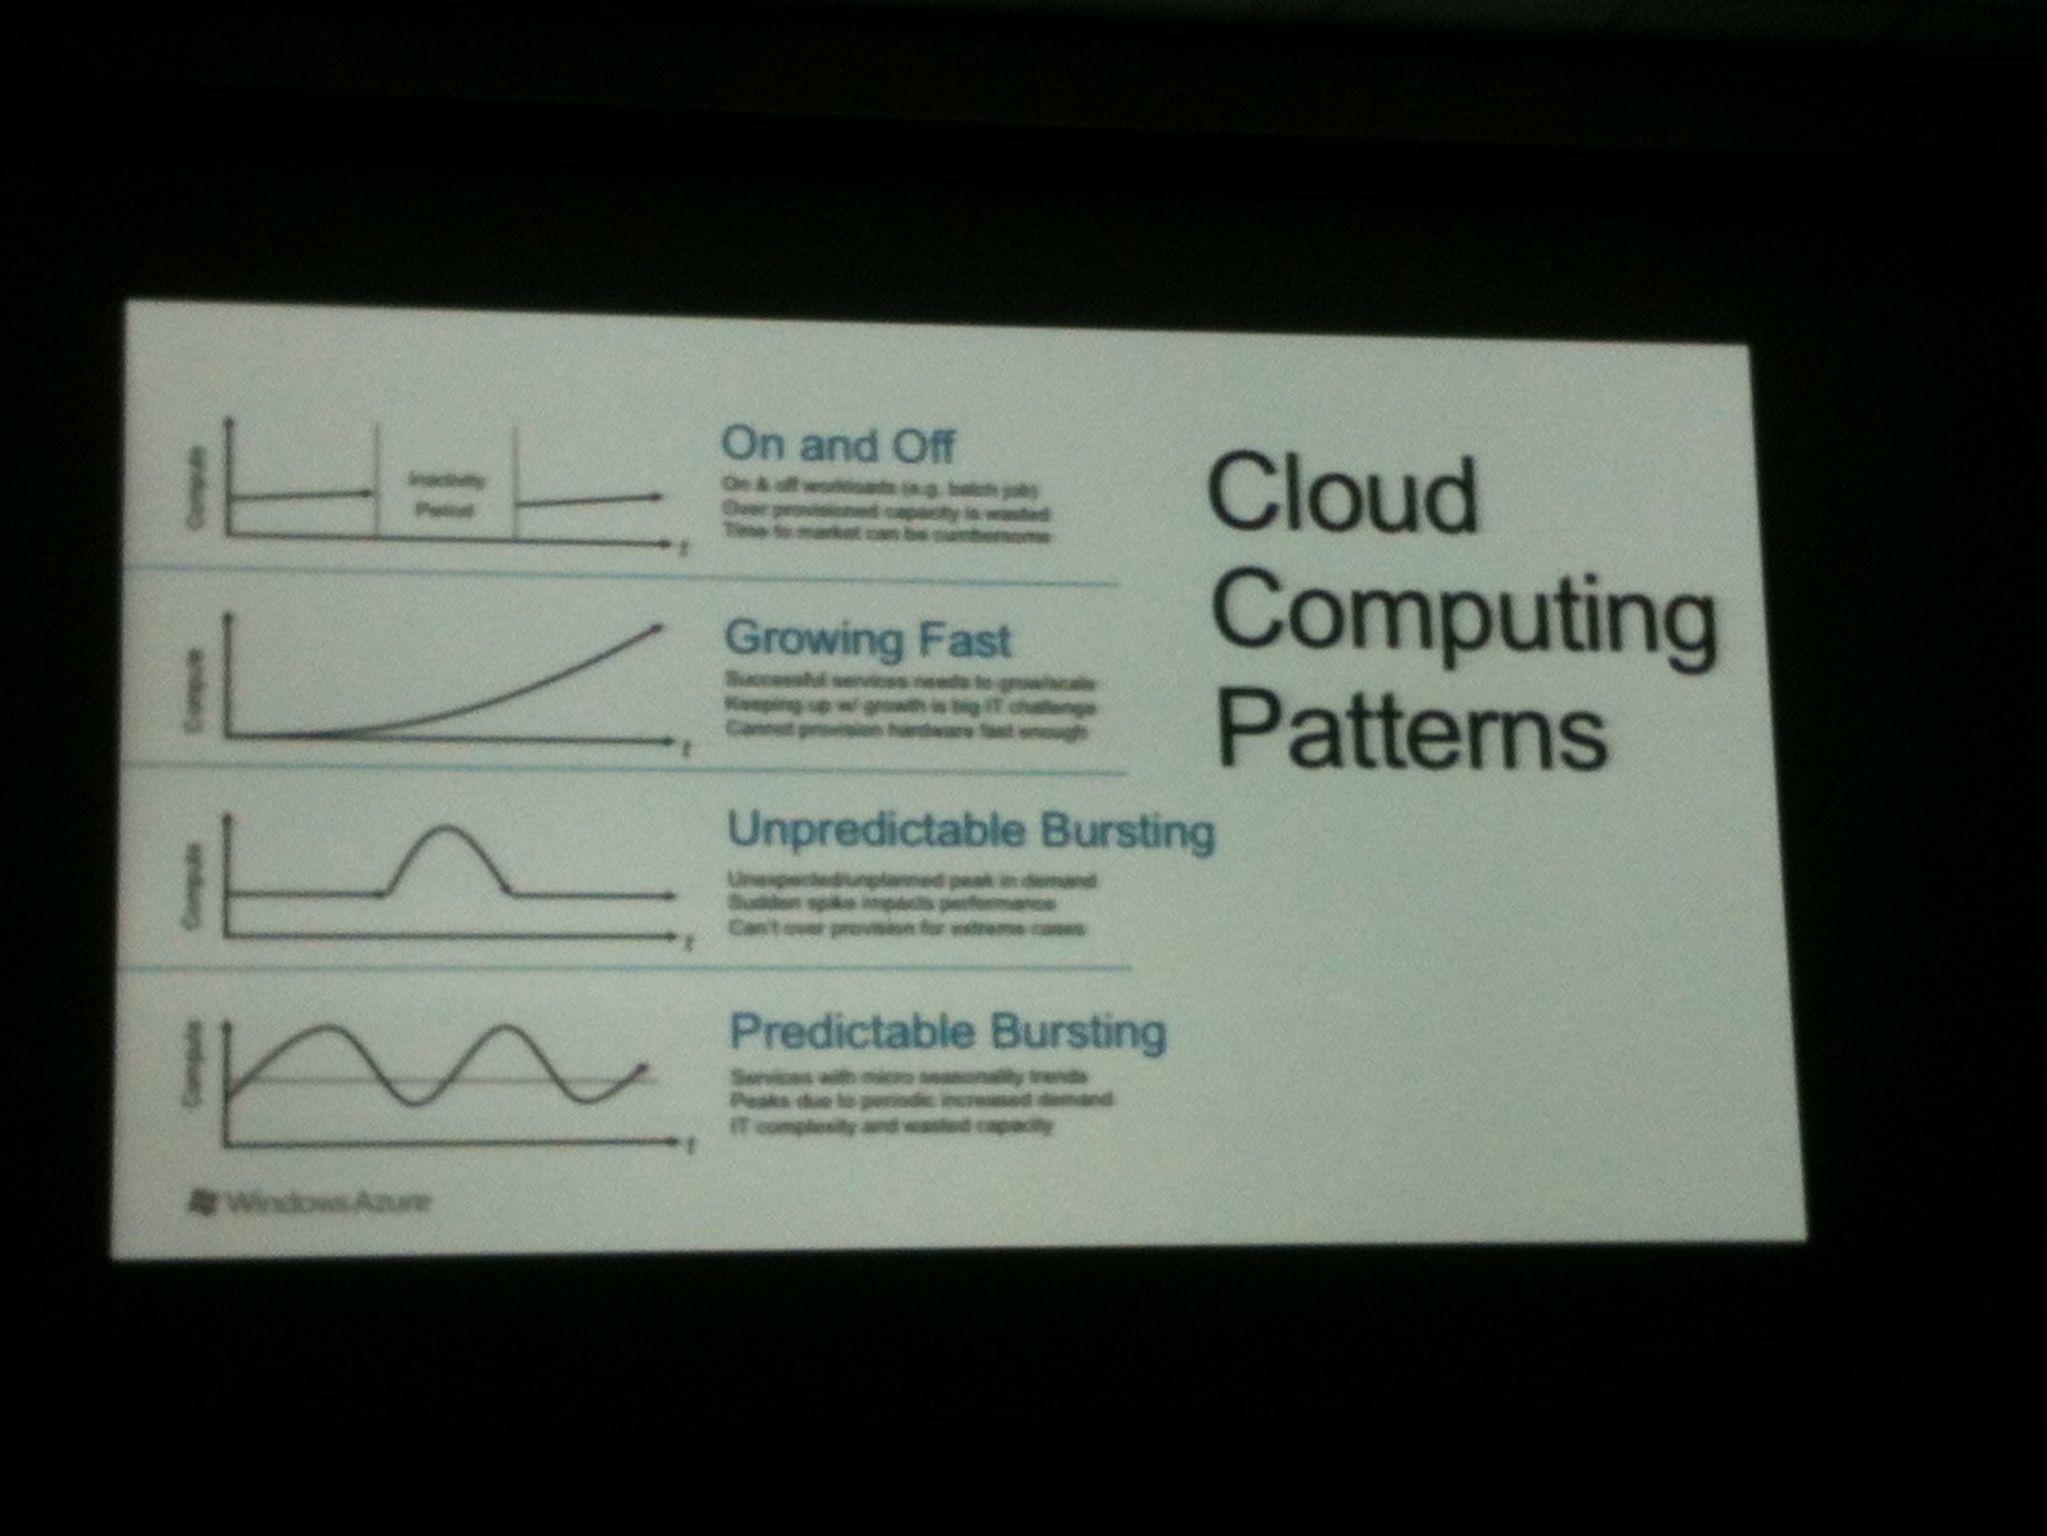 Cloud
Computing
Patterns
On and Off
On & off workloads (e.g. batch job)
Over provisioned capacity is wasted
Time to market can be cumbersome
Compute
Inactivity
Period
t
Growing Fast
Successful services needs to grow/scale
Keeping up w/ growth is big IT challenge
Cannot provision hardware fast enough
Compute
t
Unpredictable Bursting
Unexpected/unplanned peak in demand
Sudden spike impacts performance
Can't over provision for extreme cases
Compute
t
Predictable Bursting
Services with micro seasonality trends
Peaks due to periodic increased demand
IT complexity and wasted capacity
Compute
t
Windows Azure